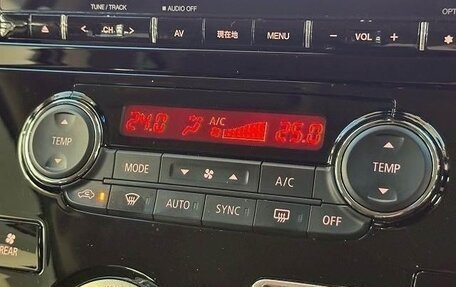 TUNE / TRACK
AUDIO OFF
< CH >
AV
現在地
MENU
- VOL +
24.0
A/C
25.0
TEMP
TEMP
MODE
A/C
AUTO
SYNC
OFF
REAR